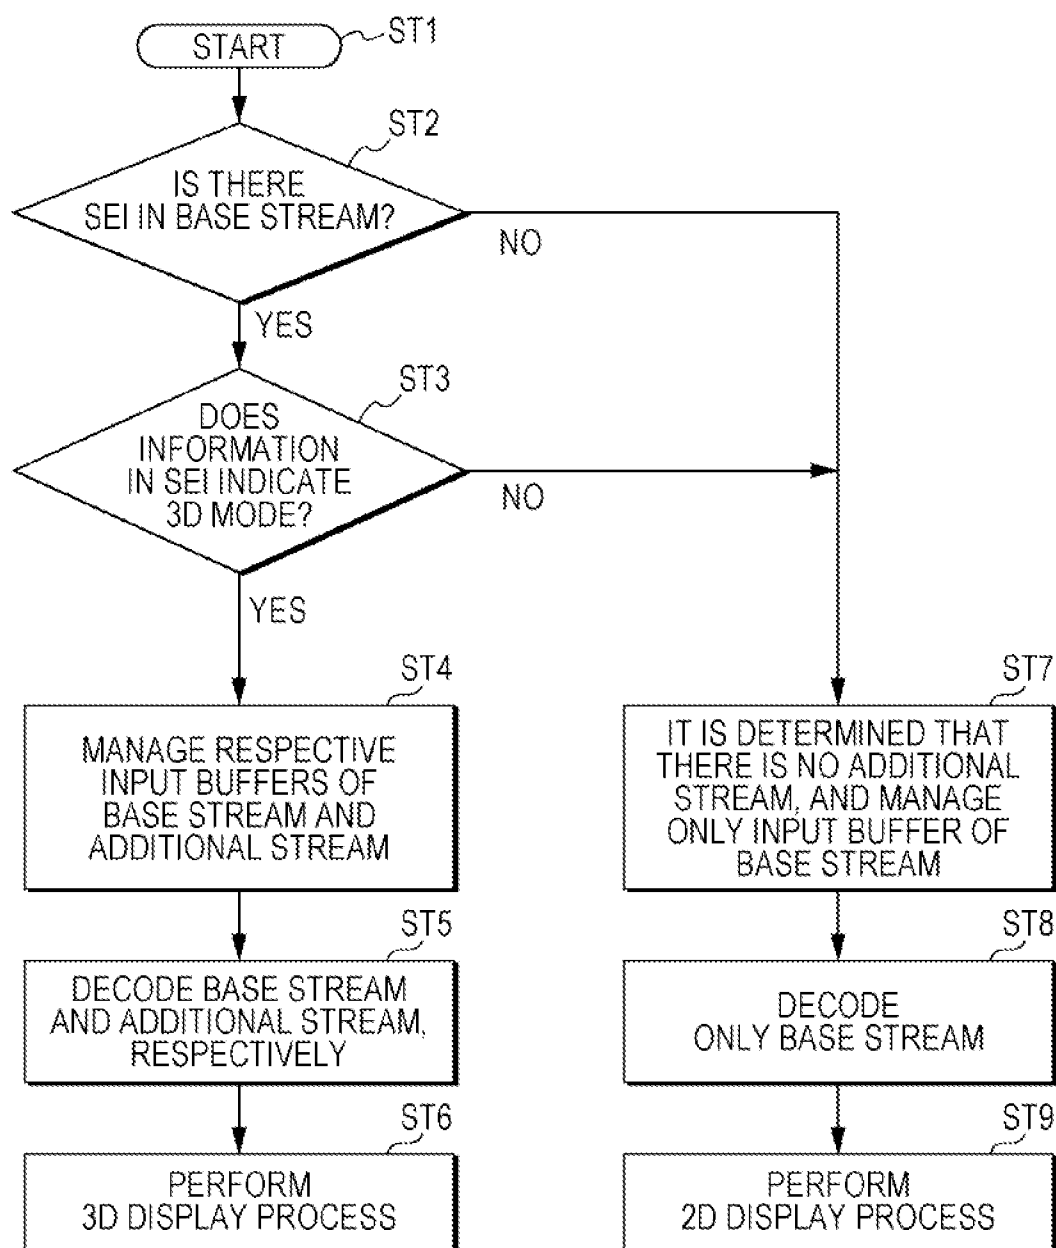 START
ST1
ST2
IS THERE
SEI IN BASE STREAM?
NO
YES
ST3
DOES
INFORMATION
IN SEI INDICATE
3D MODE?
NO
YES
ST4
MANAGE RESPECTIVE
INPUT BUFFERS OF
BASE STREAM AND
ADDITIONAL STREAM
ST7
IT IS DETERMINED THAT
THERE IS NO ADDITIONAL
STREAM, AND MANAGE
ONLY INPUT BUFFER OF
BASE STREAM
ST5
DECODE BASE STREAM
AND ADDITIONAL STREAM,
RESPECTIVELY
ST8
DECODE
ONLY BASE STREAM
ST6
PERFORM
3D DISPLAY PROCESS
ST9
PERFORM
2D DISPLAY PROCESS